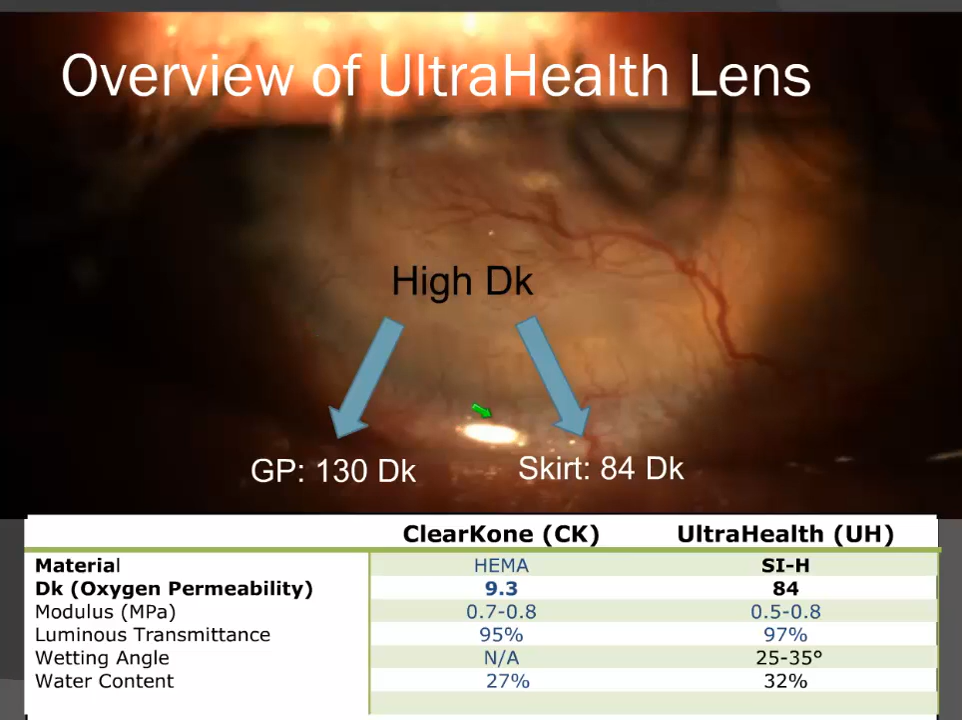 Overview of UltraHealth Lens
High Dk
GP: 130 Dk
Skirt: 84 Dk
ClearKone (CK) UltraHealth (UH)
Material HEMA SI-H
Dk (Oxygen Permeability) 9.3 84
Modulus (MPa) 0.7-0.8 0.5-0.8
Luminous Transmittance 95% 97%
Wetting Angle N/A 25-35°
Water Content 27% 32%